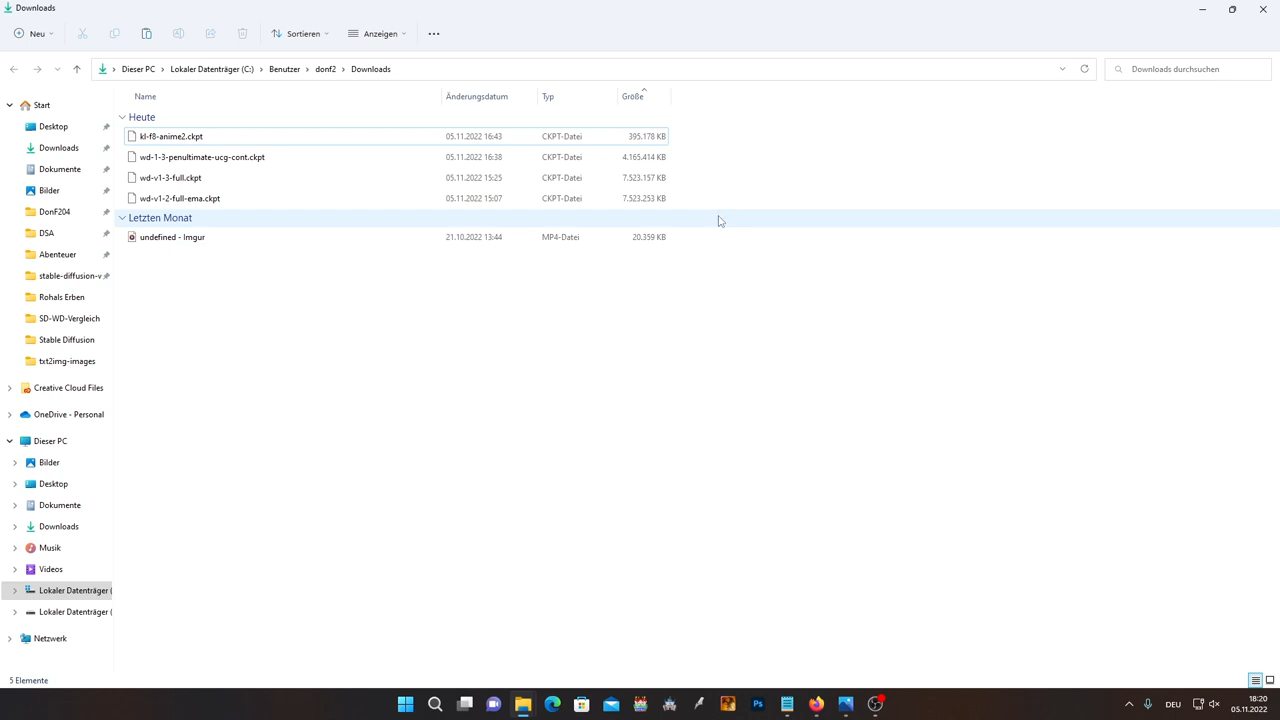 Downloads
Neu
Sortieren
Anzeigen
Dieser PC > Lokaler Datenträger (C:) > Benutzer > donf2 > Downloads
Downloads durchsuchen
Name Änderungsdatum Typ Größe
Heute
kl-f8-anime2.ckpt 05.11.2022 16:43 CKPT-Datei 395.178 KB
wd-1-3-penultimate-ucg-cont.ckpt 05.11.2022 16:38 CKPT-Datei 4.165.414 KB
wd-v1-3-full.ckpt 05.11.2022 15:25 CKPT-Datei 7.523.157 KB
wd-v1-2-full-ema.ckpt 05.11.2022 15:07 CKPT-Datei 7.523.253 KB
Letzten Monat
undefined - Imgur 21.10.2022 13:44 MP4-Datei 20.359 KB
Start
Desktop
Downloads
Dokumente
Bilder
DonF204
DSA
Abenteuer
stable-diffusion-v
Rohals Erben
SD-WD-Vergleich
Stable Diffusion
txt2img-images
Creative Cloud Files
OneDrive - Personal
Dieser PC
Bilder
Desktop
Dokumente
Downloads
Musik
Videos
Lokaler Datenträger (
Lokaler Datenträger (
Netzwerk
5 Elemente
DEU
18:20
05.11.2022